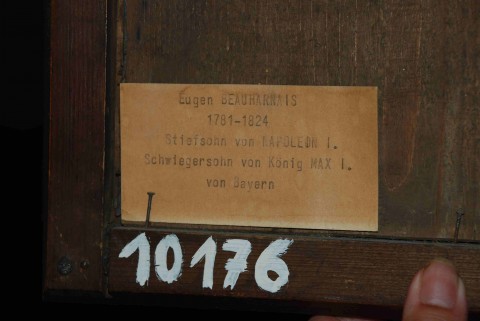 Eugen BEAUHARNAIS
1781-1824
Stiefsohn von NAPOLEON I.
Schwiegersohn von König MAX I.
von Bayern
10176